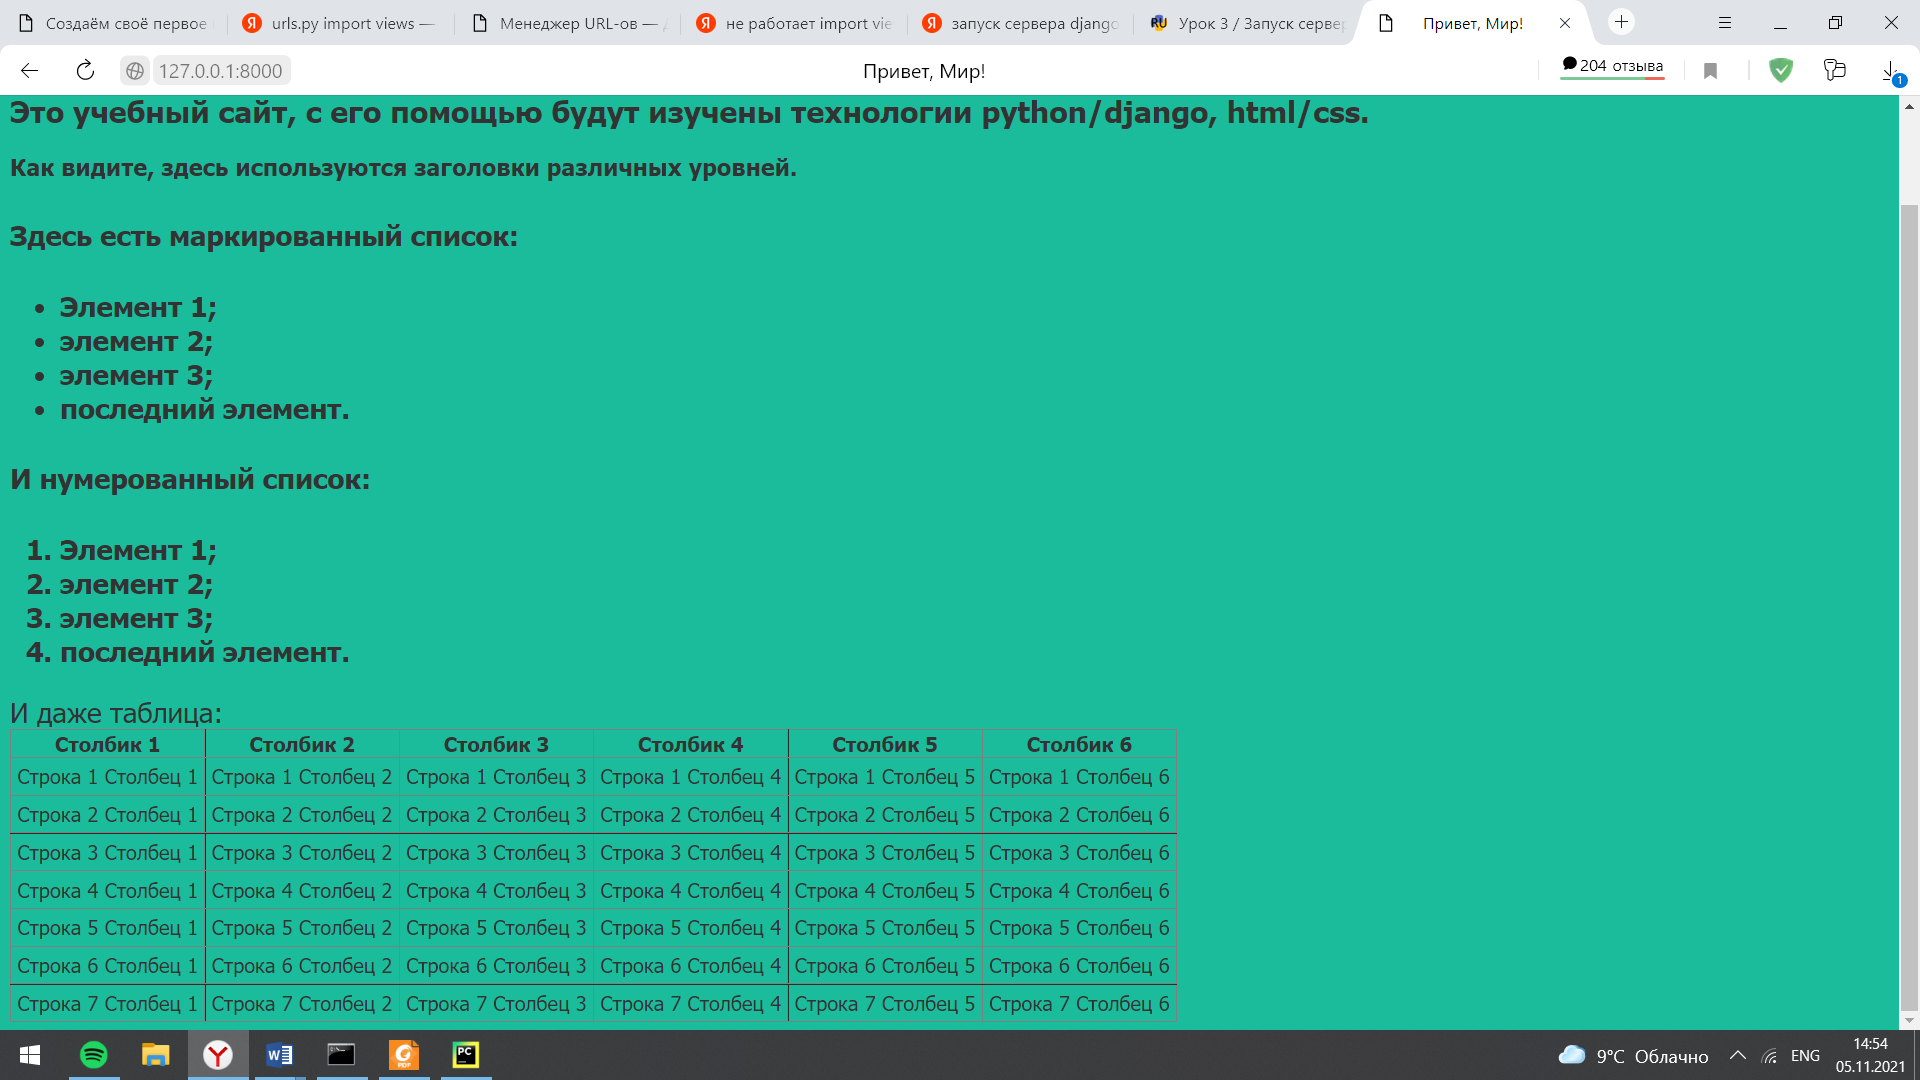 Создаём своё первое
urls.py import views —
Менеджер URL-ов —
не работает import vie
запуск сервера django
Урок 3 / Запуск сервер
Привет, Мир!
127.0.0.1:8000
Привет, Мир!
204 отзыва
1
Это учебный сайт, с его помощью будут изучены технологии python/django, html/css.
Как видите, здесь используются заголовки различных уровней.
Здесь есть маркированный список:
• Элемент 1;
• элемент 2;
• элемент 3;
• последний элемент.
И нумерованный список:
1. Элемент 1;
2. элемент 2;
3. элемент 3;
4. последний элемент.
И даже таблица:
Столбик 1 Столбик 2 Столбик 3 Столбик 4 Столбик 5 Столбик 6
Строка 1 Столбец 1 Строка 1 Столбец 2 Строка 1 Столбец 3 Строка 1 Столбец 4 Строка 1 Столбец 5 Строка 1 Столбец 6
Строка 2 Столбец 1 Строка 2 Столбец 2 Строка 2 Столбец 3 Строка 2 Столбец 4 Строка 2 Столбец 5 Строка 2 Столбец 6
Строка 3 Столбец 1 Строка 3 Столбец 2 Строка 3 Столбец 3 Строка 3 Столбец 4 Строка 3 Столбец 5 Строка 3 Столбец 6
Строка 4 Столбец 1 Строка 4 Столбец 2 Строка 4 Столбец 3 Строка 4 Столбец 4 Строка 4 Столбец 5 Строка 4 Столбец 6
Строка 5 Столбец 1 Строка 5 Столбец 2 Строка 5 Столбец 3 Строка 5 Столбец 4 Строка 5 Столбец 5 Строка 5 Столбец 6
Строка 6 Столбец 1 Строка 6 Столбец 2 Строка 6 Столбец 3 Строка 6 Столбец 4 Строка 6 Столбец 5 Строка 6 Столбец 6
Строка 7 Столбец 1 Строка 7 Столбец 2 Строка 7 Столбец 3 Строка 7 Столбец 4 Строка 7 Столбец 5 Строка 7 Столбец 6
9°C Облачно
ENG
14:54
05.11.2021